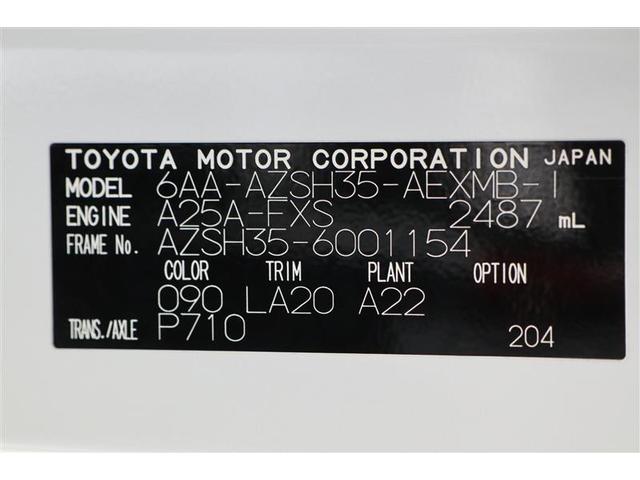 TOYOTA MOTOR CORPORATION JAPAN
MODEL 6AA-AZSH35-AEXMB-1
ENGINE A25A-FXS 2487 mL
FRAME No. AZSH35-6001154
COLOR TRIM PLANT OPTION
090 LA20 A22
TRANS./AXLE P710
204